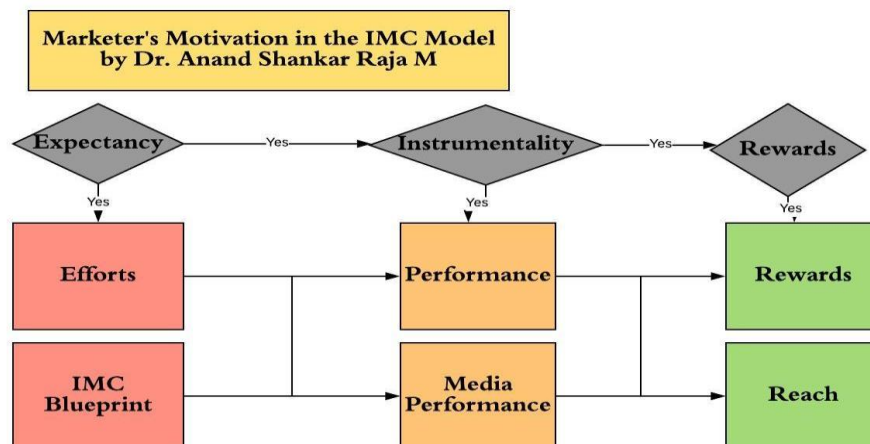 Marketer's Motivation in the IMC Model
by Dr. Anand Shankar Raja M
Expectancy
Yes
Instrumentality
Yes
Rewards
Yes
Yes
Yes
Efforts
Performance
Rewards
IMC
Blueprint
Media
Performance
Reach